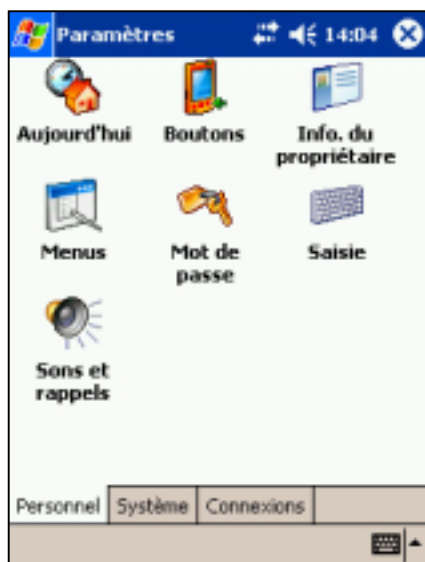 Paramètres 14:04
Aujourd'hui Boutons Info. du
propriétaire
Menus Mot de
passe Saisie
Sons et
rappels
Personnel Système Connexions